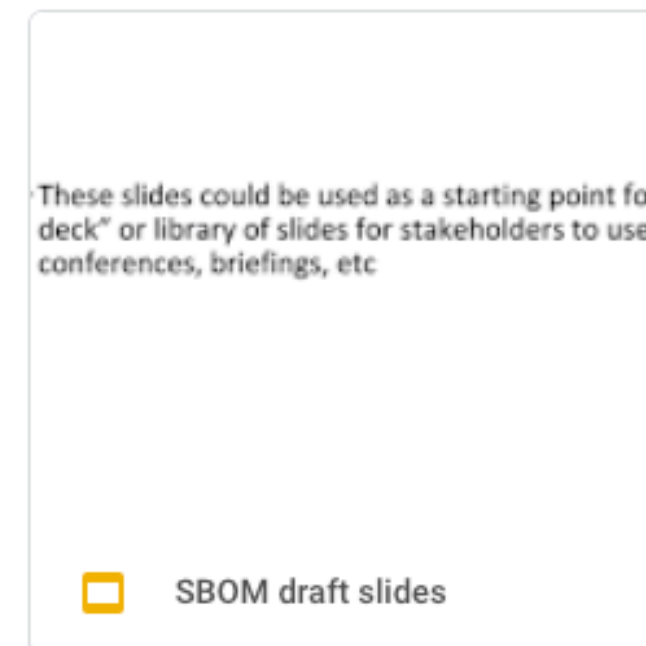 These slides could be used as a starting point fo
deck” or library of slides for stakeholders to use
conferences, briefings, etc
SBOM draft slides